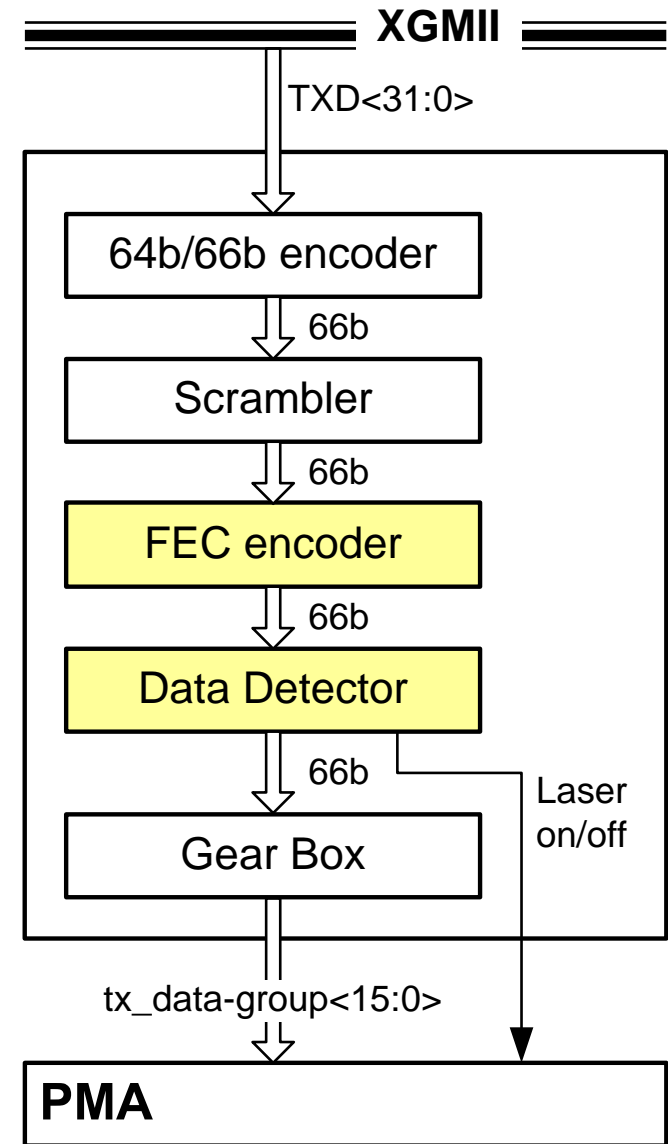 XGMII
TXD<31:0>
64b/66b encoder
66b
Scrambler
66b
FEC encoder
66b
Data Detector
66b
Laser
on/off
Gear Box
tx_data-group<15:0>
PMA